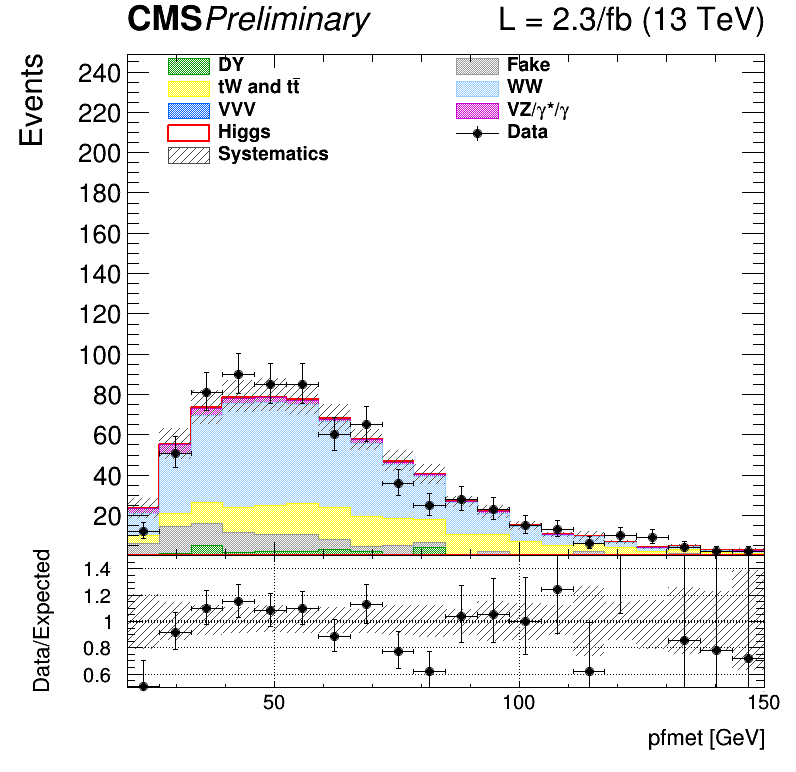 CMS Preliminary L = 2.3/fb (13 TeV)
Events
240
220
200
180
160
140
120
100
80
60
40
20
DY Fake
tW and tt̄ WW
VVV VZ/γ*/γ
Higgs Data
Systematics
Data/Expected
1.4
1.2
1
0.8
0.6
50 100 150
pfmet [GeV]